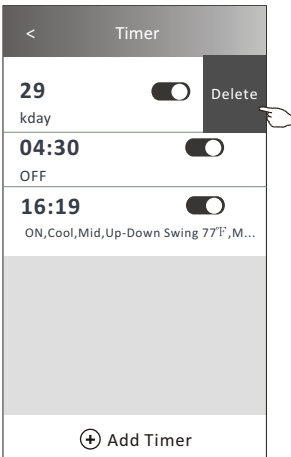 < Timer
29 Delete
kday
04:30
OFF
16:19
ON,Cool,Mid,Up-Down Swing 77°F,M...
Add Timer